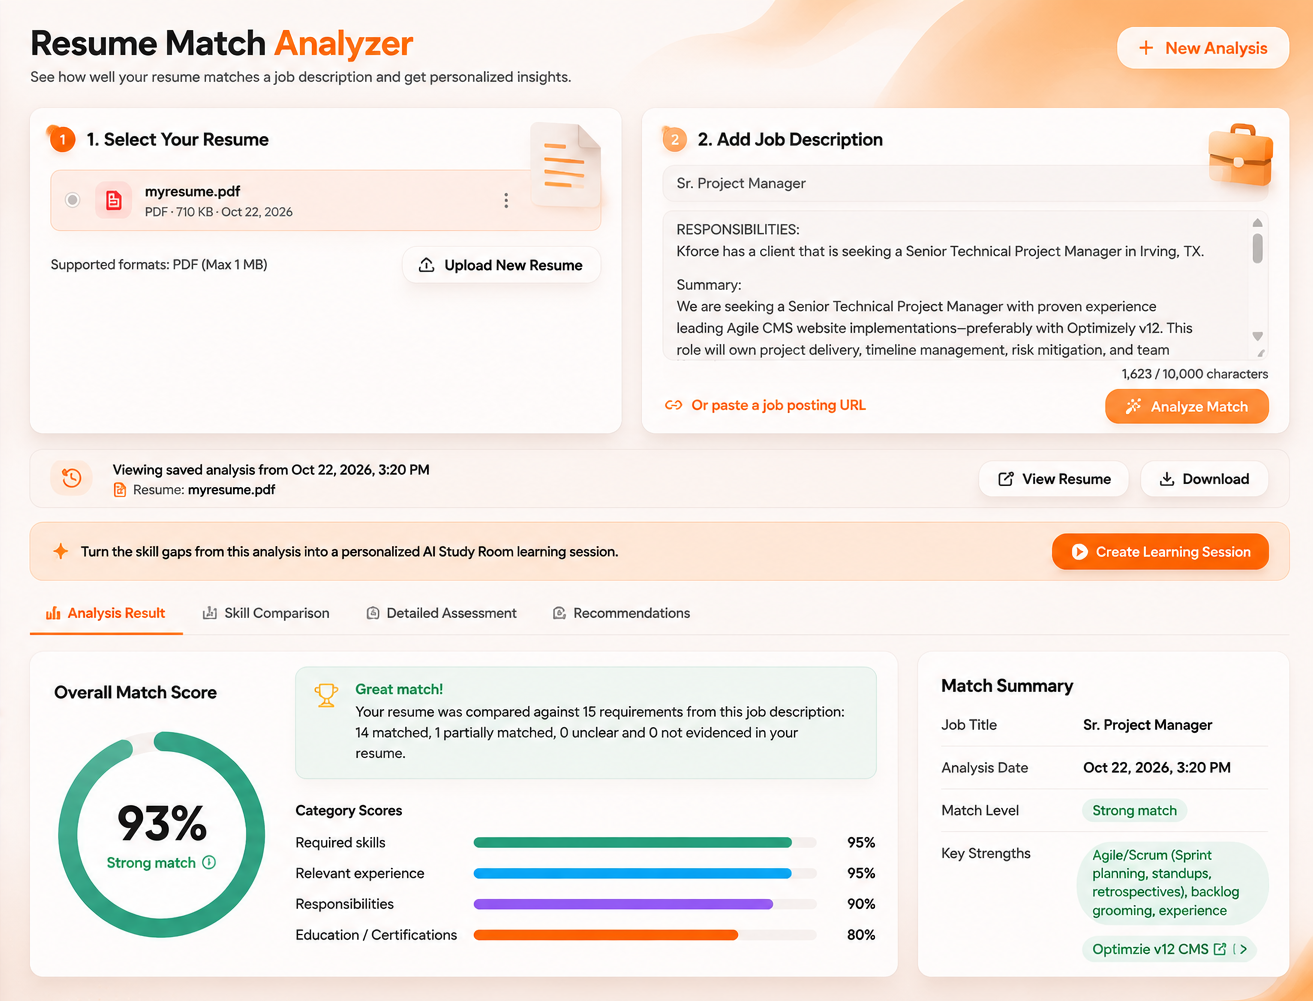 Resume Match Analyzer
See how well your resume matches a job description and get personalized insights.
+ New Analysis
1 1. Select Your Resume
myresume.pdf
PDF · 710 KB · Oct 22, 2026
Supported formats: PDF (Max 1 MB)
Upload New Resume
2 2. Add Job Description
Sr. Project Manager
RESPONSIBILITIES:
Kforce has a client that is seeking a Senior Technical Project Manager in Irving, TX.
Summary:
We are seeking a Senior Technical Project Manager with proven experience
leading Agile CMS website implementations—preferably with Optimizely v12. This
role will own project delivery, timeline management, risk mitigation, and team
1,623 / 10,000 characters
Or paste a job posting URL
Analyze Match
Viewing saved analysis from Oct 22, 2026, 3:20 PM
Resume: myresume.pdf
View Resume
Download
Turn the skill gaps from this analysis into a personalized AI Study Room learning session.
Create Learning Session
Analysis Result
Skill Comparison
Detailed Assessment
Recommendations
Overall Match Score
93%
Strong match
Great match!
Your resume was compared against 15 requirements from this job description:
14 matched, 1 partially matched, 0 unclear and 0 not evidenced in your
resume.
Category Scores
Required skills 95%
Relevant experience 95%
Responsibilities 90%
Education / Certifications 80%
Match Summary
Job Title Sr. Project Manager
Analysis Date Oct 22, 2026, 3:20 PM
Match Level Strong match
Key Strengths
Agile/Scrum (Sprint
planning, standups,
retrospectives), backlog
grooming, experience
Optimzie v12 CMS